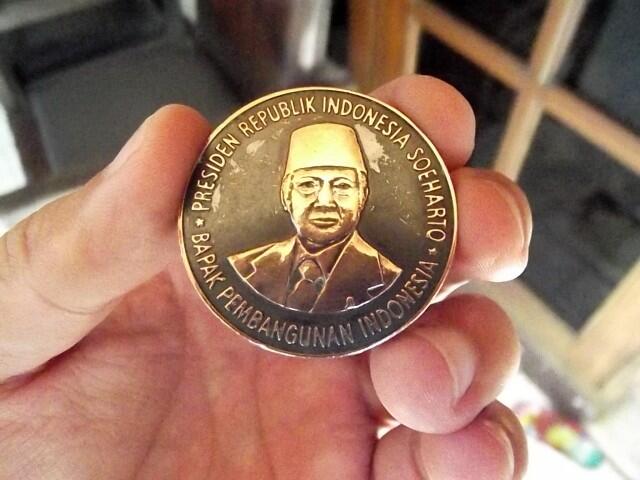 PRESIDEN REPUBLIK INDONESIA SOEHARTO
BAPAK PEMBANGUNAN INDONESIA